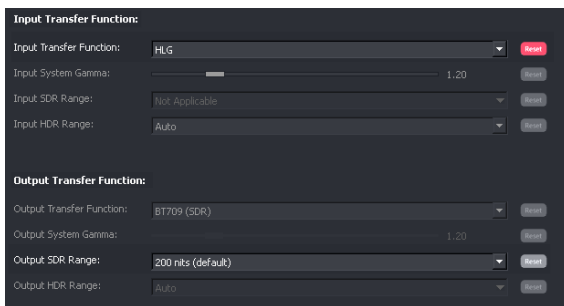 Input Transfer Function:
Input Transfer Function: HLG Reset
Input System Gamma: 1.20 Reset
Input SDR Range: Not Applicable Reset
Input HDR Range: Auto Reset
Output Transfer Function:
Output Transfer Function: BT709 (SDR) Reset
Output System Gamma: 1.20 Reset
Output SDR Range: 200 nits (default) Reset
Output HDR Range: Auto Reset